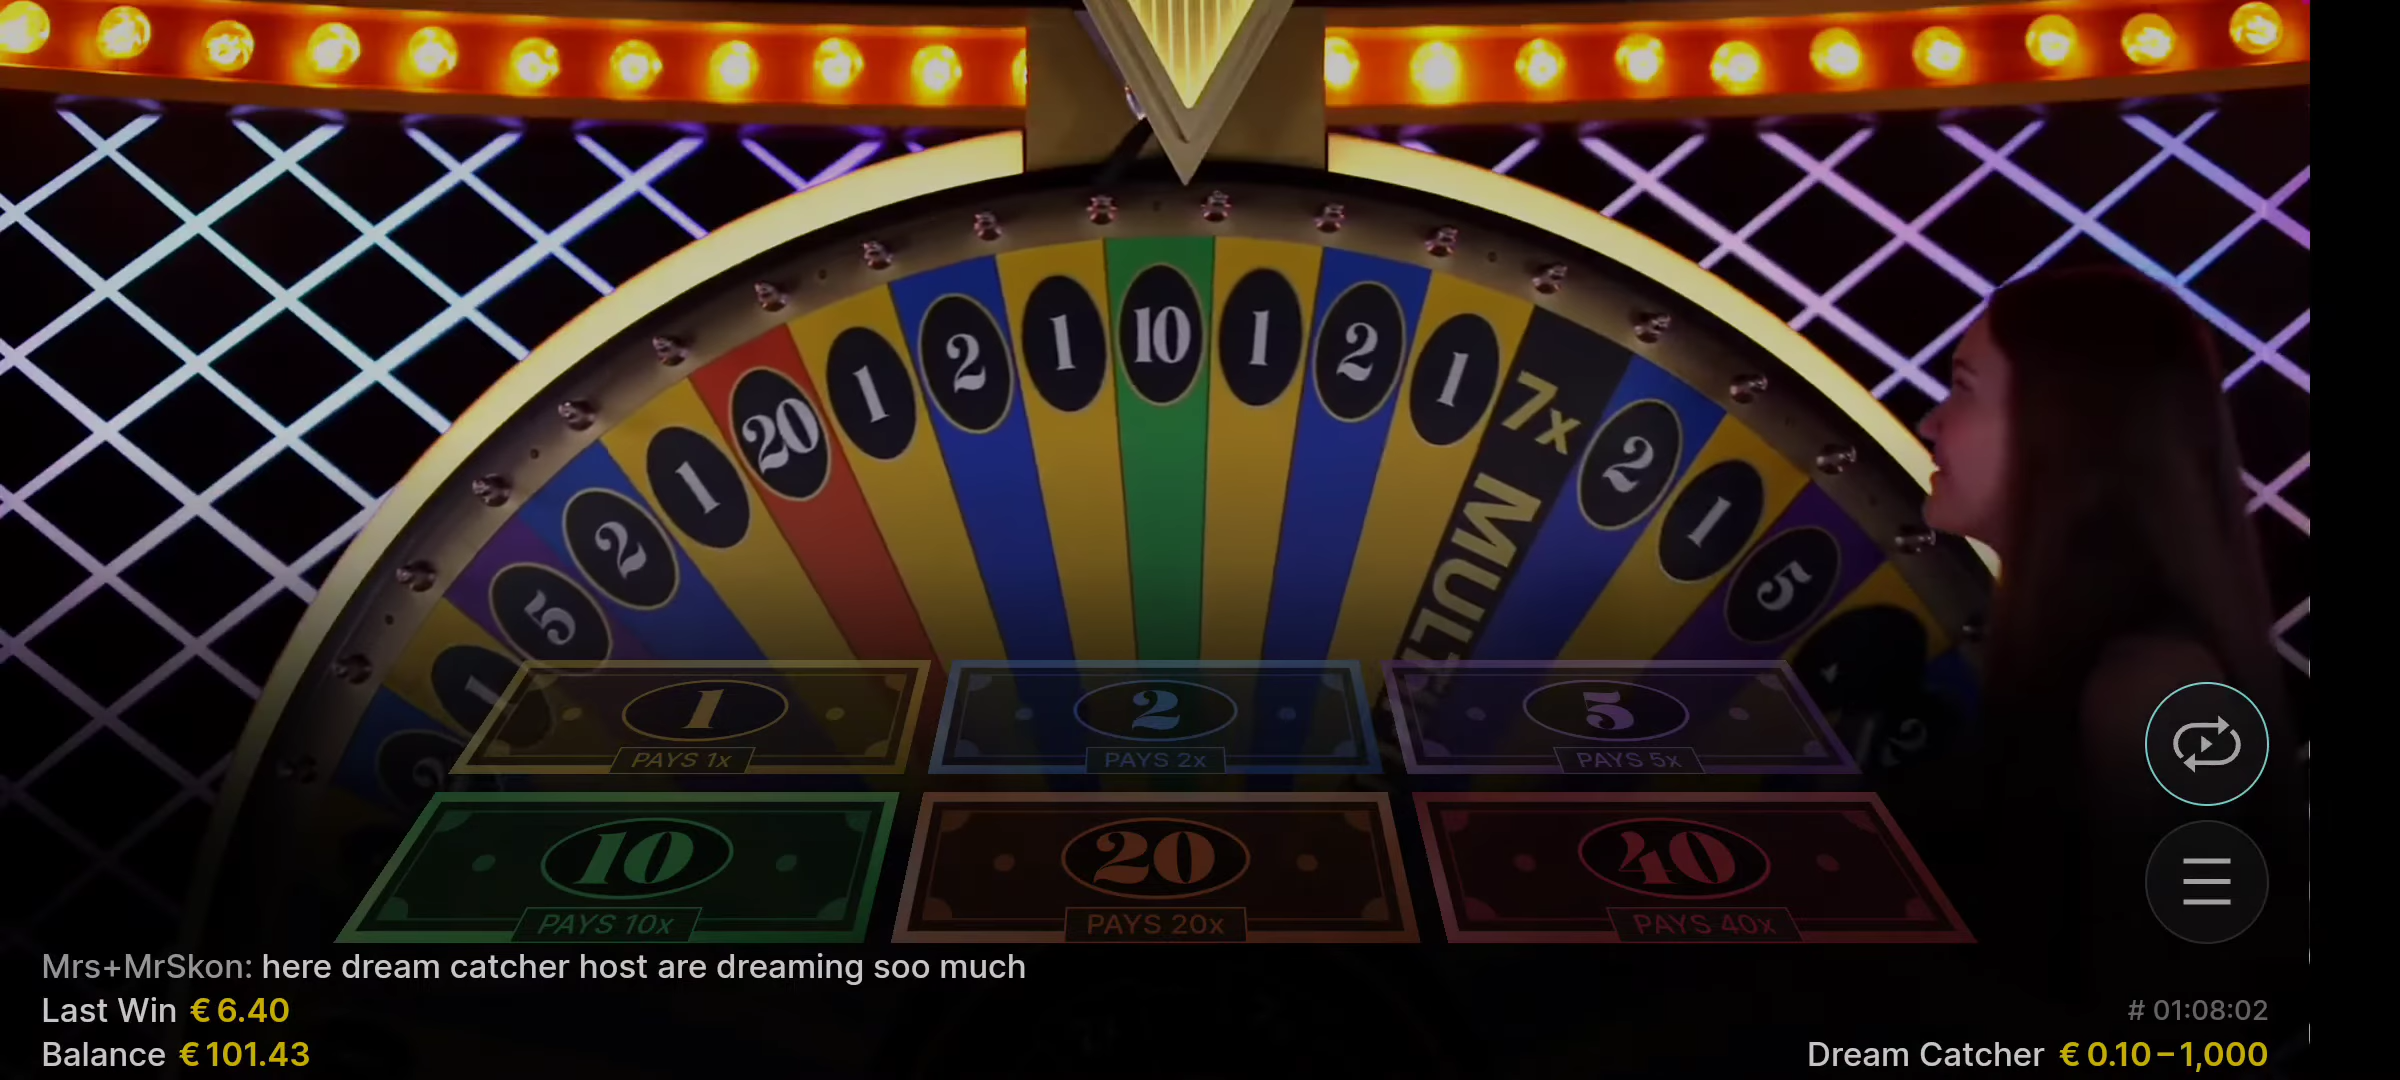 2 1 5 2 1 20 1 2 1 10 1 2 1 7x MULT 2 1 5 2
1 2 5
PAYS 1x PAYS 2x PAYS 5x
10 20 40
PAYS 10x PAYS 20x PAYS 40x
Mrs+MrSkon: here dream catcher host are dreaming soo much
Last Win €6.40
# 01:08:02
Balance €101.43
Dream Catcher €0.10–1,000